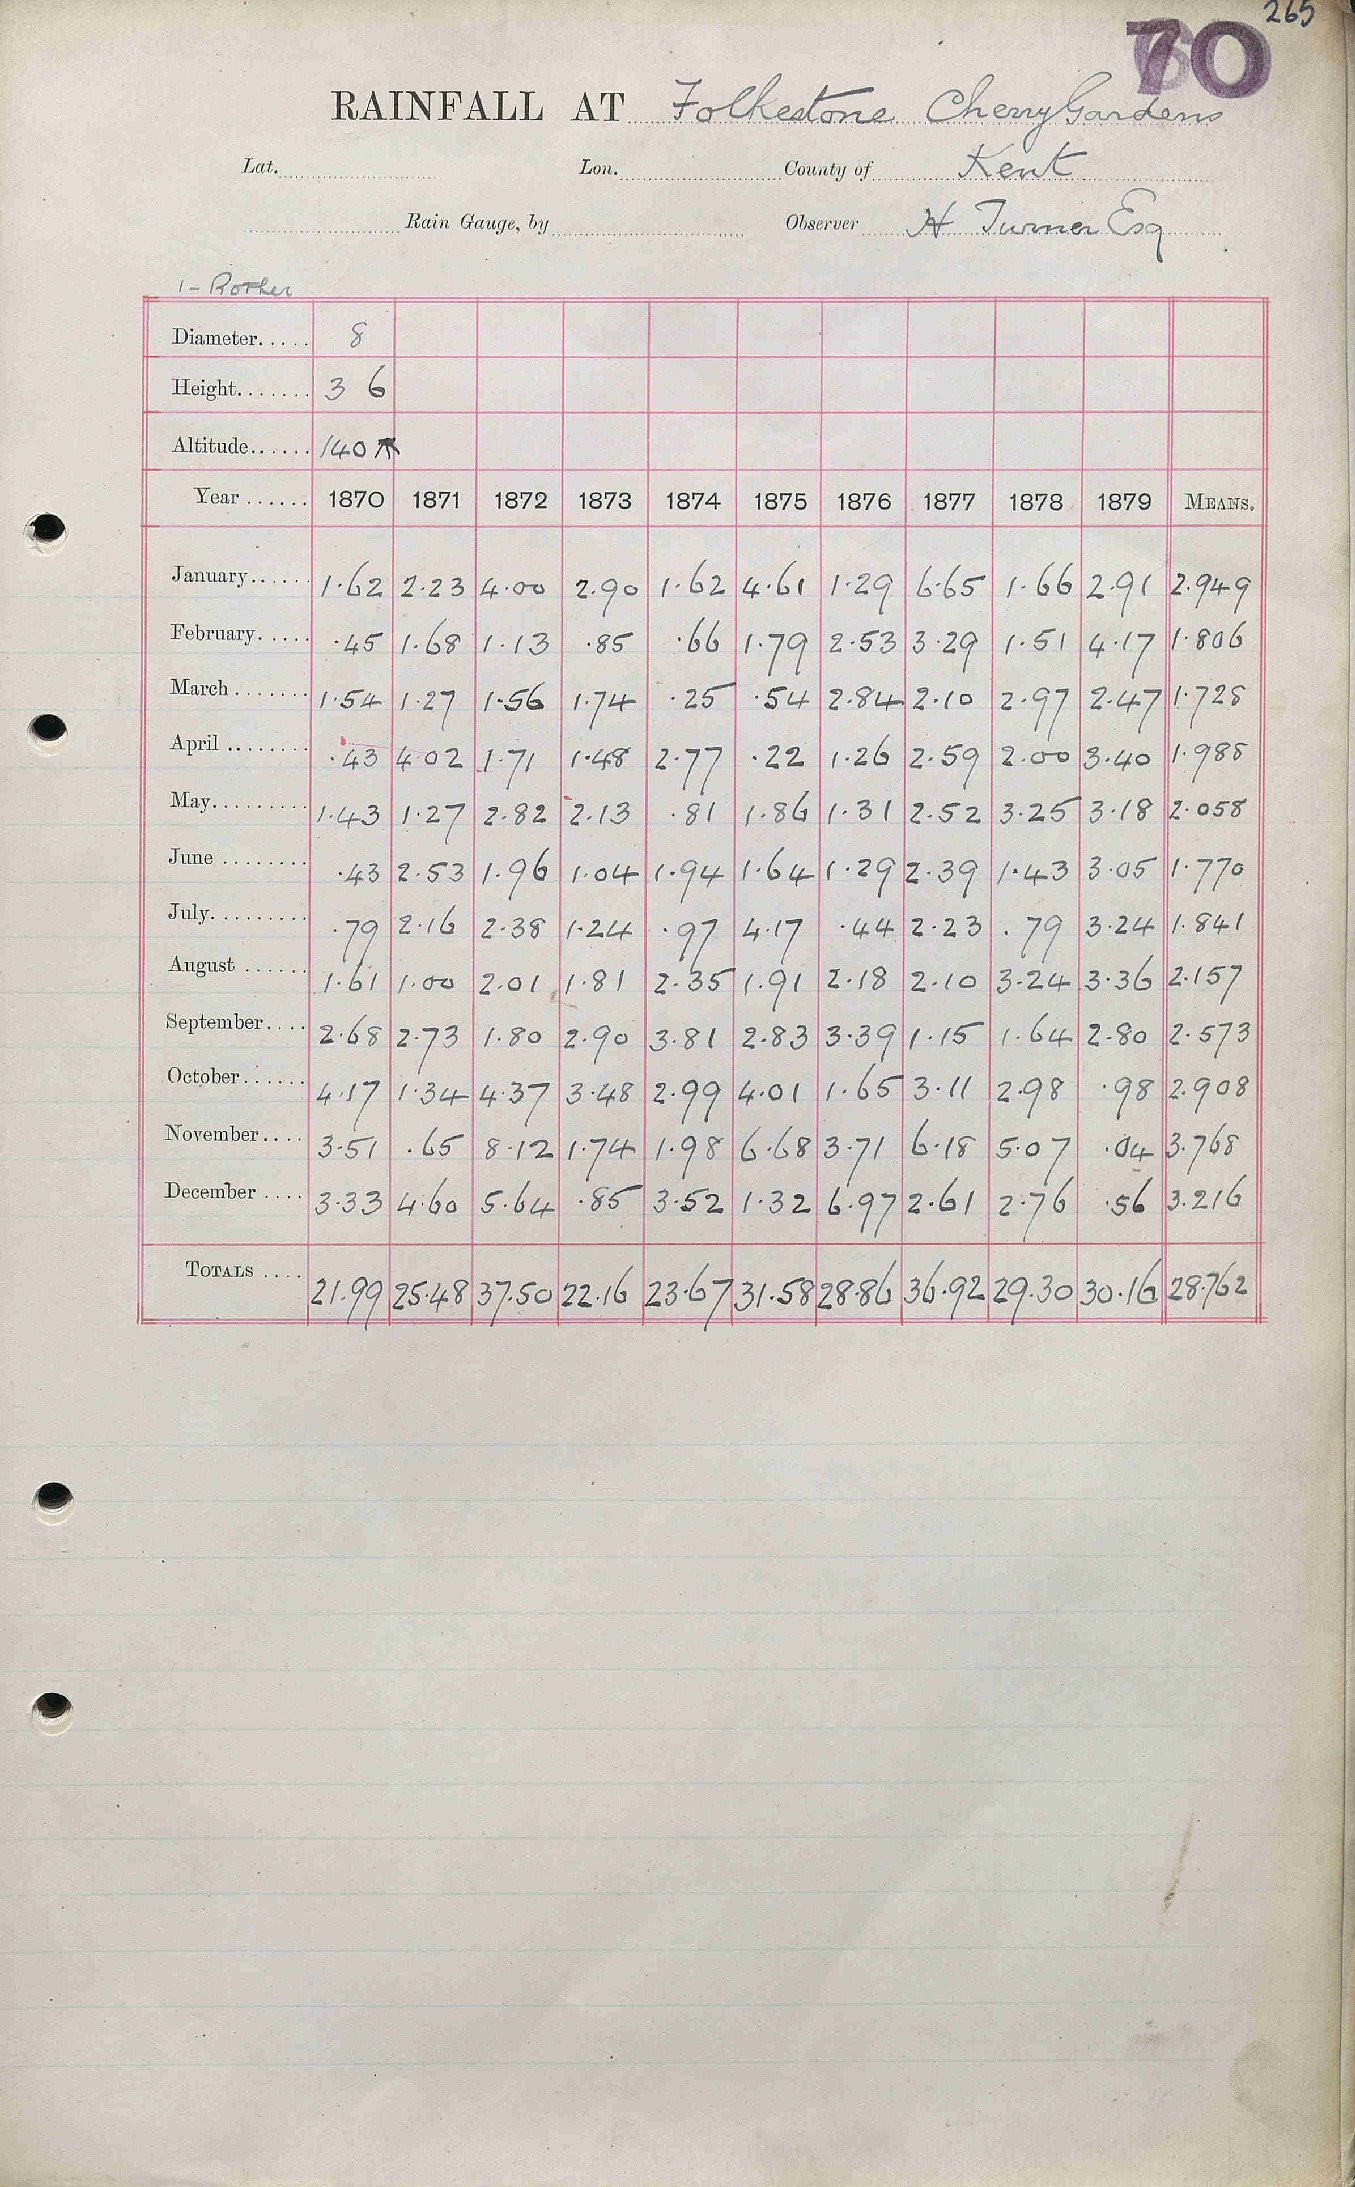 265
70
RAINFALL AT Folkestone Cherry Gardens
Lat. Lon. County of Kent
Rain Gauge, by Observer H Turner Esq
1 - Rother
Diameter..... 8
Height....... 3 6
Altitude...... 140
Year ...... 1870 1871 1872 1873 1874 1875 1876 1877 1878 1879 MEANS.
January...... 1.62 2.23 4.00 2.90 1.62 4.61 1.29 6.65 1.66 2.91 2.949
February..... .45 1.68 1.13 .85 .66 1.79 2.53 3.29 1.51 4.17 1.806
March ....... 1.54 1.27 1.56 1.74 .25 .54 2.84 2.10 2.97 2.47 1.728
April ........ .43 4.02 1.71 1.48 2.77 .22 1.26 2.59 2.00 3.40 1.988
May......... 1.43 1.27 2.82 2.13 .81 1.86 1.31 2.52 3.25 3.18 2.058
June ........ .43 2.53 1.96 1.04 1.94 1.64 1.29 2.39 1.43 3.05 1.770
July......... .79 2.16 2.38 1.24 .97 4.17 .44 2.23 .79 3.24 1.841
August ...... 1.61 1.00 2.01 1.81 2.35 1.91 2.18 2.10 3.24 3.36 2.157
September.... 2.68 2.73 1.80 2.90 3.81 2.83 3.39 1.15 1.64 2.80 2.573
October...... 4.17 1.34 4.37 3.48 2.99 4.01 1.65 3.11 2.98 .98 2.908
November.... 3.51 .65 8.12 1.74 1.98 6.68 3.71 6.18 5.07 .04 3.768
December .... 3.33 4.60 5.64 .85 3.52 1.32 6.97 2.61 2.76 .56 3.216
TOTALS .... 21.99 25.48 37.50 22.16 23.67 31.58 28.86 36.92 29.30 30.16 28.762